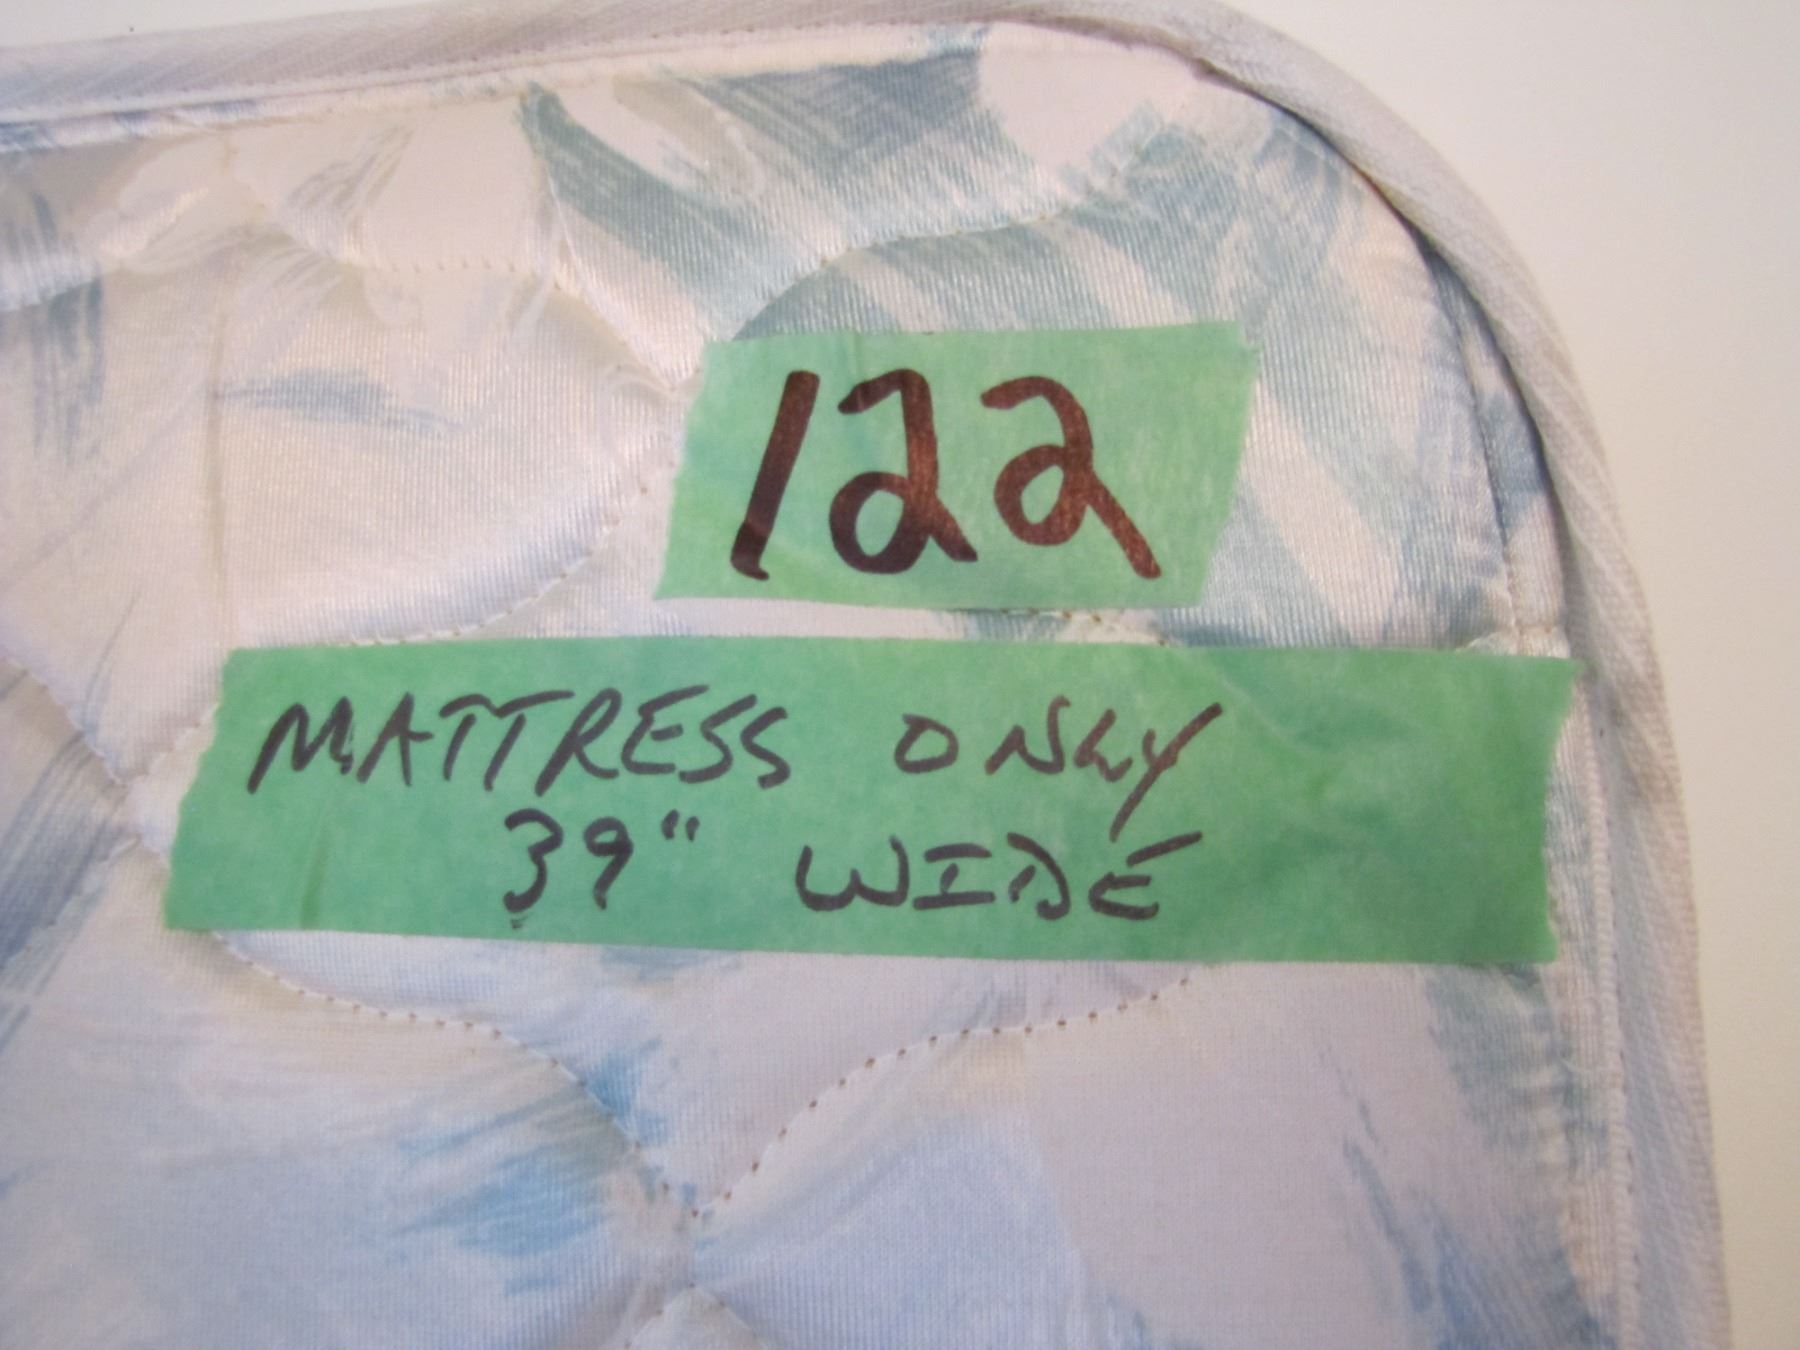 122
MATTRESS ONLY
39" WIDE